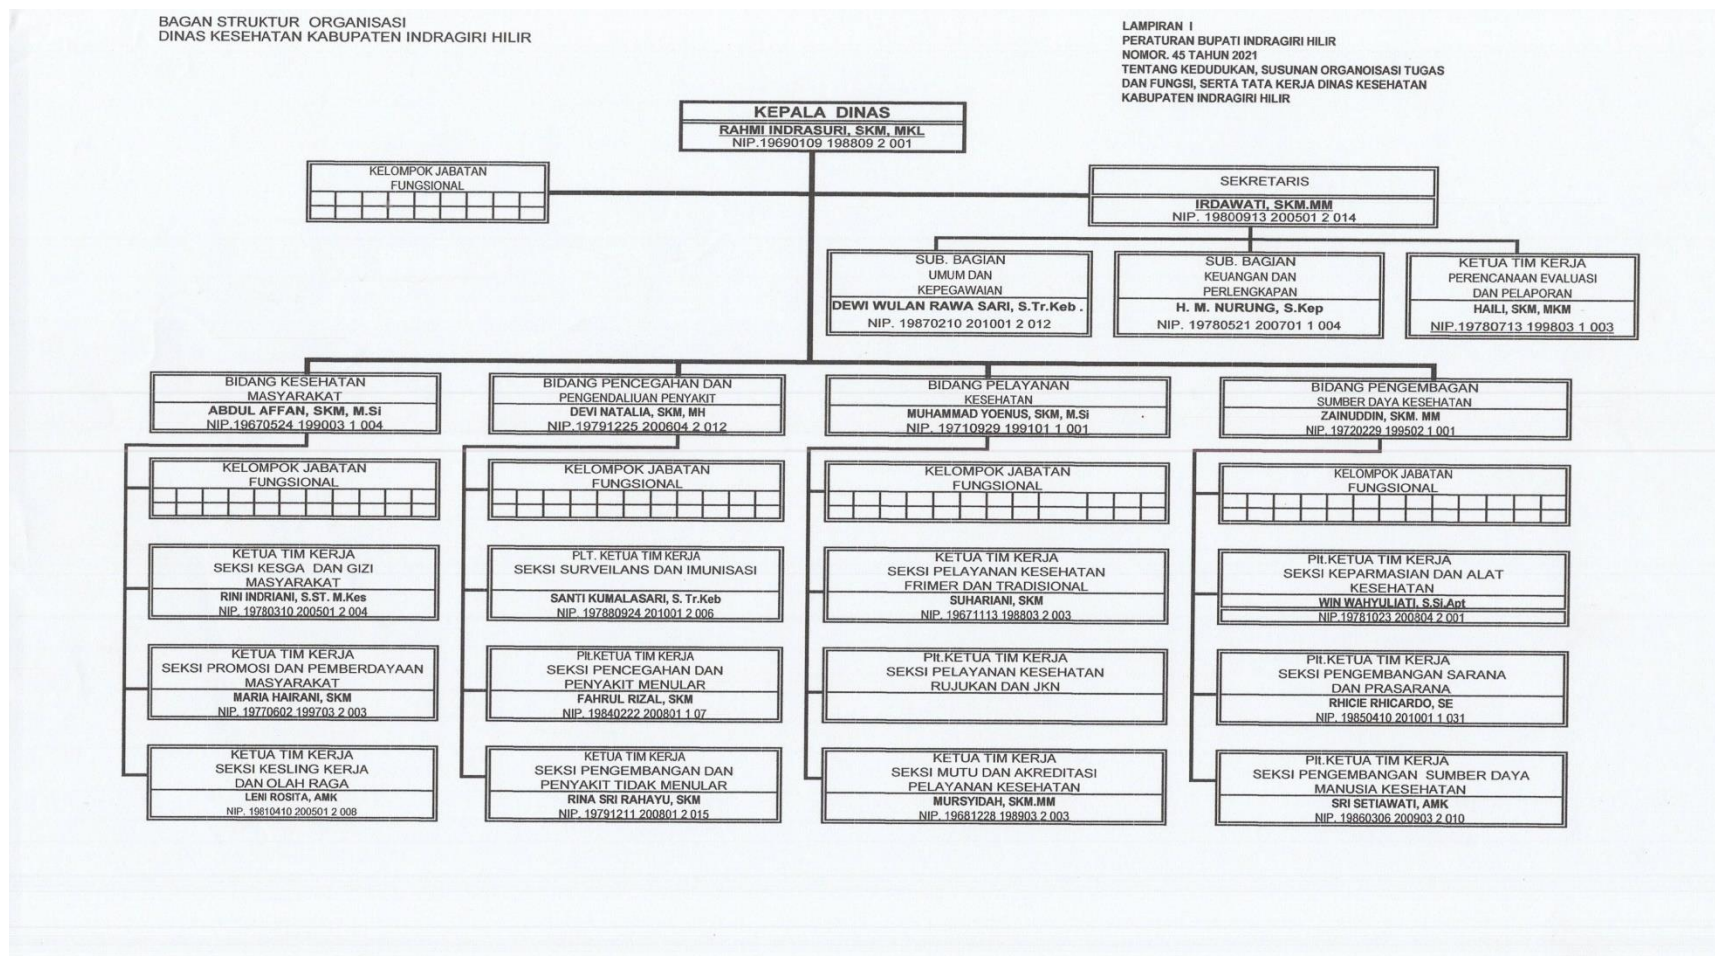 BAGAN STRUKTUR ORGANISASI
DINAS KESEHATAN KABUPATEN INDRAGIRI HILIR
LAMPIRAN I
PERATURAN BUPATI INDRAGIRI HILIR
NOMOR. 45 TAHUN 2021
TENTANG KEDUDUKAN, SUSUNAN ORGANOISASI TUGAS
DAN FUNGSI, SERTA TATA KERJA DINAS KESEHATAN
KABUPATEN INDRAGIRI HILIR
KEPALA DINAS
RAHMI INDRASURI, SKM, MKL
NIP.19690109 198809 2 001
KELOMPOK JABATAN
FUNGSIONAL
SEKRETARIS
IRDAWATI, SKM.MM
NIP. 19800913 200501 2 014
SUB. BAGIAN
UMUM DAN
KEPEGAWAIAN
DEWI WULAN RAWA SARI, S.Tr.Keb .
NIP. 19870210 201001 2 012
SUB. BAGIAN
KEUANGAN DAN
PERLENGKAPAN
H. M. NURUNG, S.Kep
NIP. 19780521 200701 1 004
KETUA TIM KERJA
PERENCANAAN EVALUASI
DAN PELAPORAN
HAILI, SKM, MKM
NIP.19780713 199803 1 003
BIDANG KESEHATAN
MASYARAKAT
ABDUL AFFAN, SKM, M.Si
NIP.19670524 199003 1 004
KELOMPOK JABATAN
FUNGSIONAL
KETUA TIM KERJA
SEKSI KESGA DAN GIZI
MASYARAKAT
RINI INDRIANI, S.ST. M.Kes
NIP. 19780310 200501 2 004
KETUA TIM KERJA
SEKSI PROMOSI DAN PEMBERDAYAAN
MASYARAKAT
MARIA HAIRANI, SKM
NIP. 19770602 199703 2 003
KETUA TIM KERJA
SEKSI KESLING KERJA
DAN OLAH RAGA
LENI ROSITA, AMK
NIP. 19810410 200501 2 008
BIDANG PENCEGAHAN DAN
PENGENDALIUAN PENYAKIT
DEVI NATALIA, SKM, MH
NIP.19791225 200604 2 012
KELOMPOK JABATAN
FUNGSIONAL
PLT. KETUA TIM KERJA
SEKSI SURVEILANS DAN IMUNISASI
SANTI KUMALASARI, S. Tr.Keb
NIP. 197880924 201001 2 006
Plt.KETUA TIM KERJA
SEKSI PENCEGAHAN DAN
PENYAKIT MENULAR
FAHRUL RIZAL, SKM
NIP. 19840222 200801 1 07
KETUA TIM KERJA
SEKSI PENGEMBANGAN DAN
PENYAKIT TIDAK MENULAR
RINA SRI RAHAYU, SKM
NIP. 19791211 200801 2 015
BIDANG PELAYANAN
KESEHATAN
MUHAMMAD YOENUS, SKM, M.Si
NIP. 19710929 199101 1 001
KELOMPOK JABATAN
FUNGSIONAL
KETUA TIM KERJA
SEKSI PELAYANAN KESEHATAN
FRIMER DAN TRADISIONAL
SUHARIANI, SKM
NIP. 19671113 198803 2 003
Plt.KETUA TIM KERJA
SEKSI PELAYANAN KESEHATAN
RUJUKAN DAN JKN
KETUA TIM KERJA
SEKSI MUTU DAN AKREDITASI
PELAYANAN KESEHATAN
MURSYIDAH, SKM.MM
NIP. 19681228 198903 2 003
BIDANG PENGEMBAGAN
SUMBER DAYA KESEHATAN
ZAINUDDIN, SKM. MM
NIP. 19720229 199502 1 001
KELOMPOK JABATAN
FUNGSIONAL
Plt.KETUA TIM KERJA
SEKSI KEPARMASIAN DAN ALAT
KESEHATAN
WIN WAHYULIATI, S.Si,Apt
NIP.19781023 200804 2 001
Plt.KETUA TIM KERJA
SEKSI PENGEMBANGAN SARANA
DAN PRASARANA
RHICIE RHICARDO, SE
NIP. 19850410 201001 1 031
Plt.KETUA TIM KERJA
SEKSI PENGEMBANGAN SUMBER DAYA
MANUSIA KESEHATAN
SRI SETIAWATI, AMK
NIP. 19860306 200903 2 010